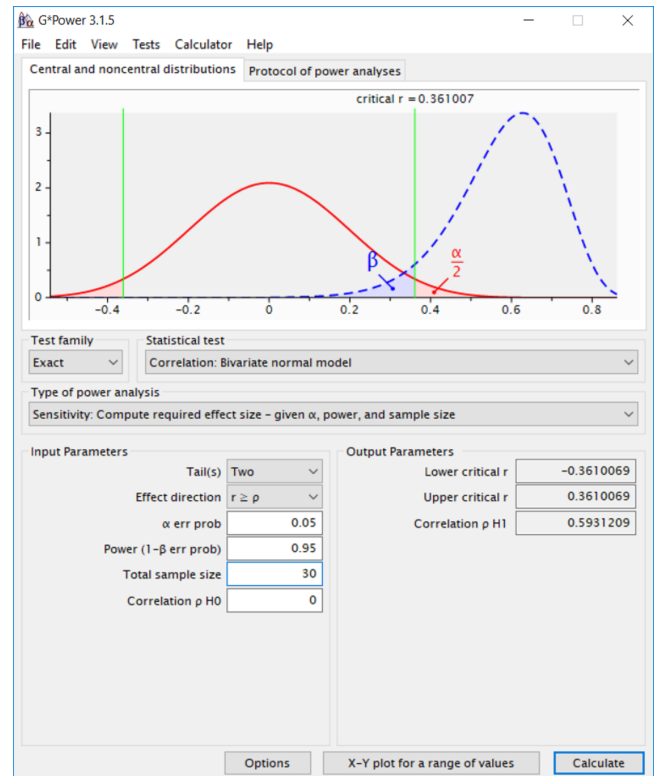 G*Power 3.1.5
File Edit View Tests Calculator Help
Central and noncentral distributions Protocol of power analyses
critical r = 0.361007
3
2
1
0
β
α
2
-0.4 -0.2 0 0.2 0.4 0.6 0.8
Test family Statistical test
Exact Correlation: Bivariate normal model
Type of power analysis
Sensitivity: Compute required effect size - given α, power, and sample size
Input Parameters Output Parameters
Tail(s) Two Lower critical r -0.3610069
Effect direction r ≥ ρ Upper critical r 0.3610069
α err prob 0.05 Correlation ρ H1 0.5931209
Power (1-β err prob) 0.95
Total sample size 30
Correlation ρ H0 0
Options X-Y plot for a range of values Calculate